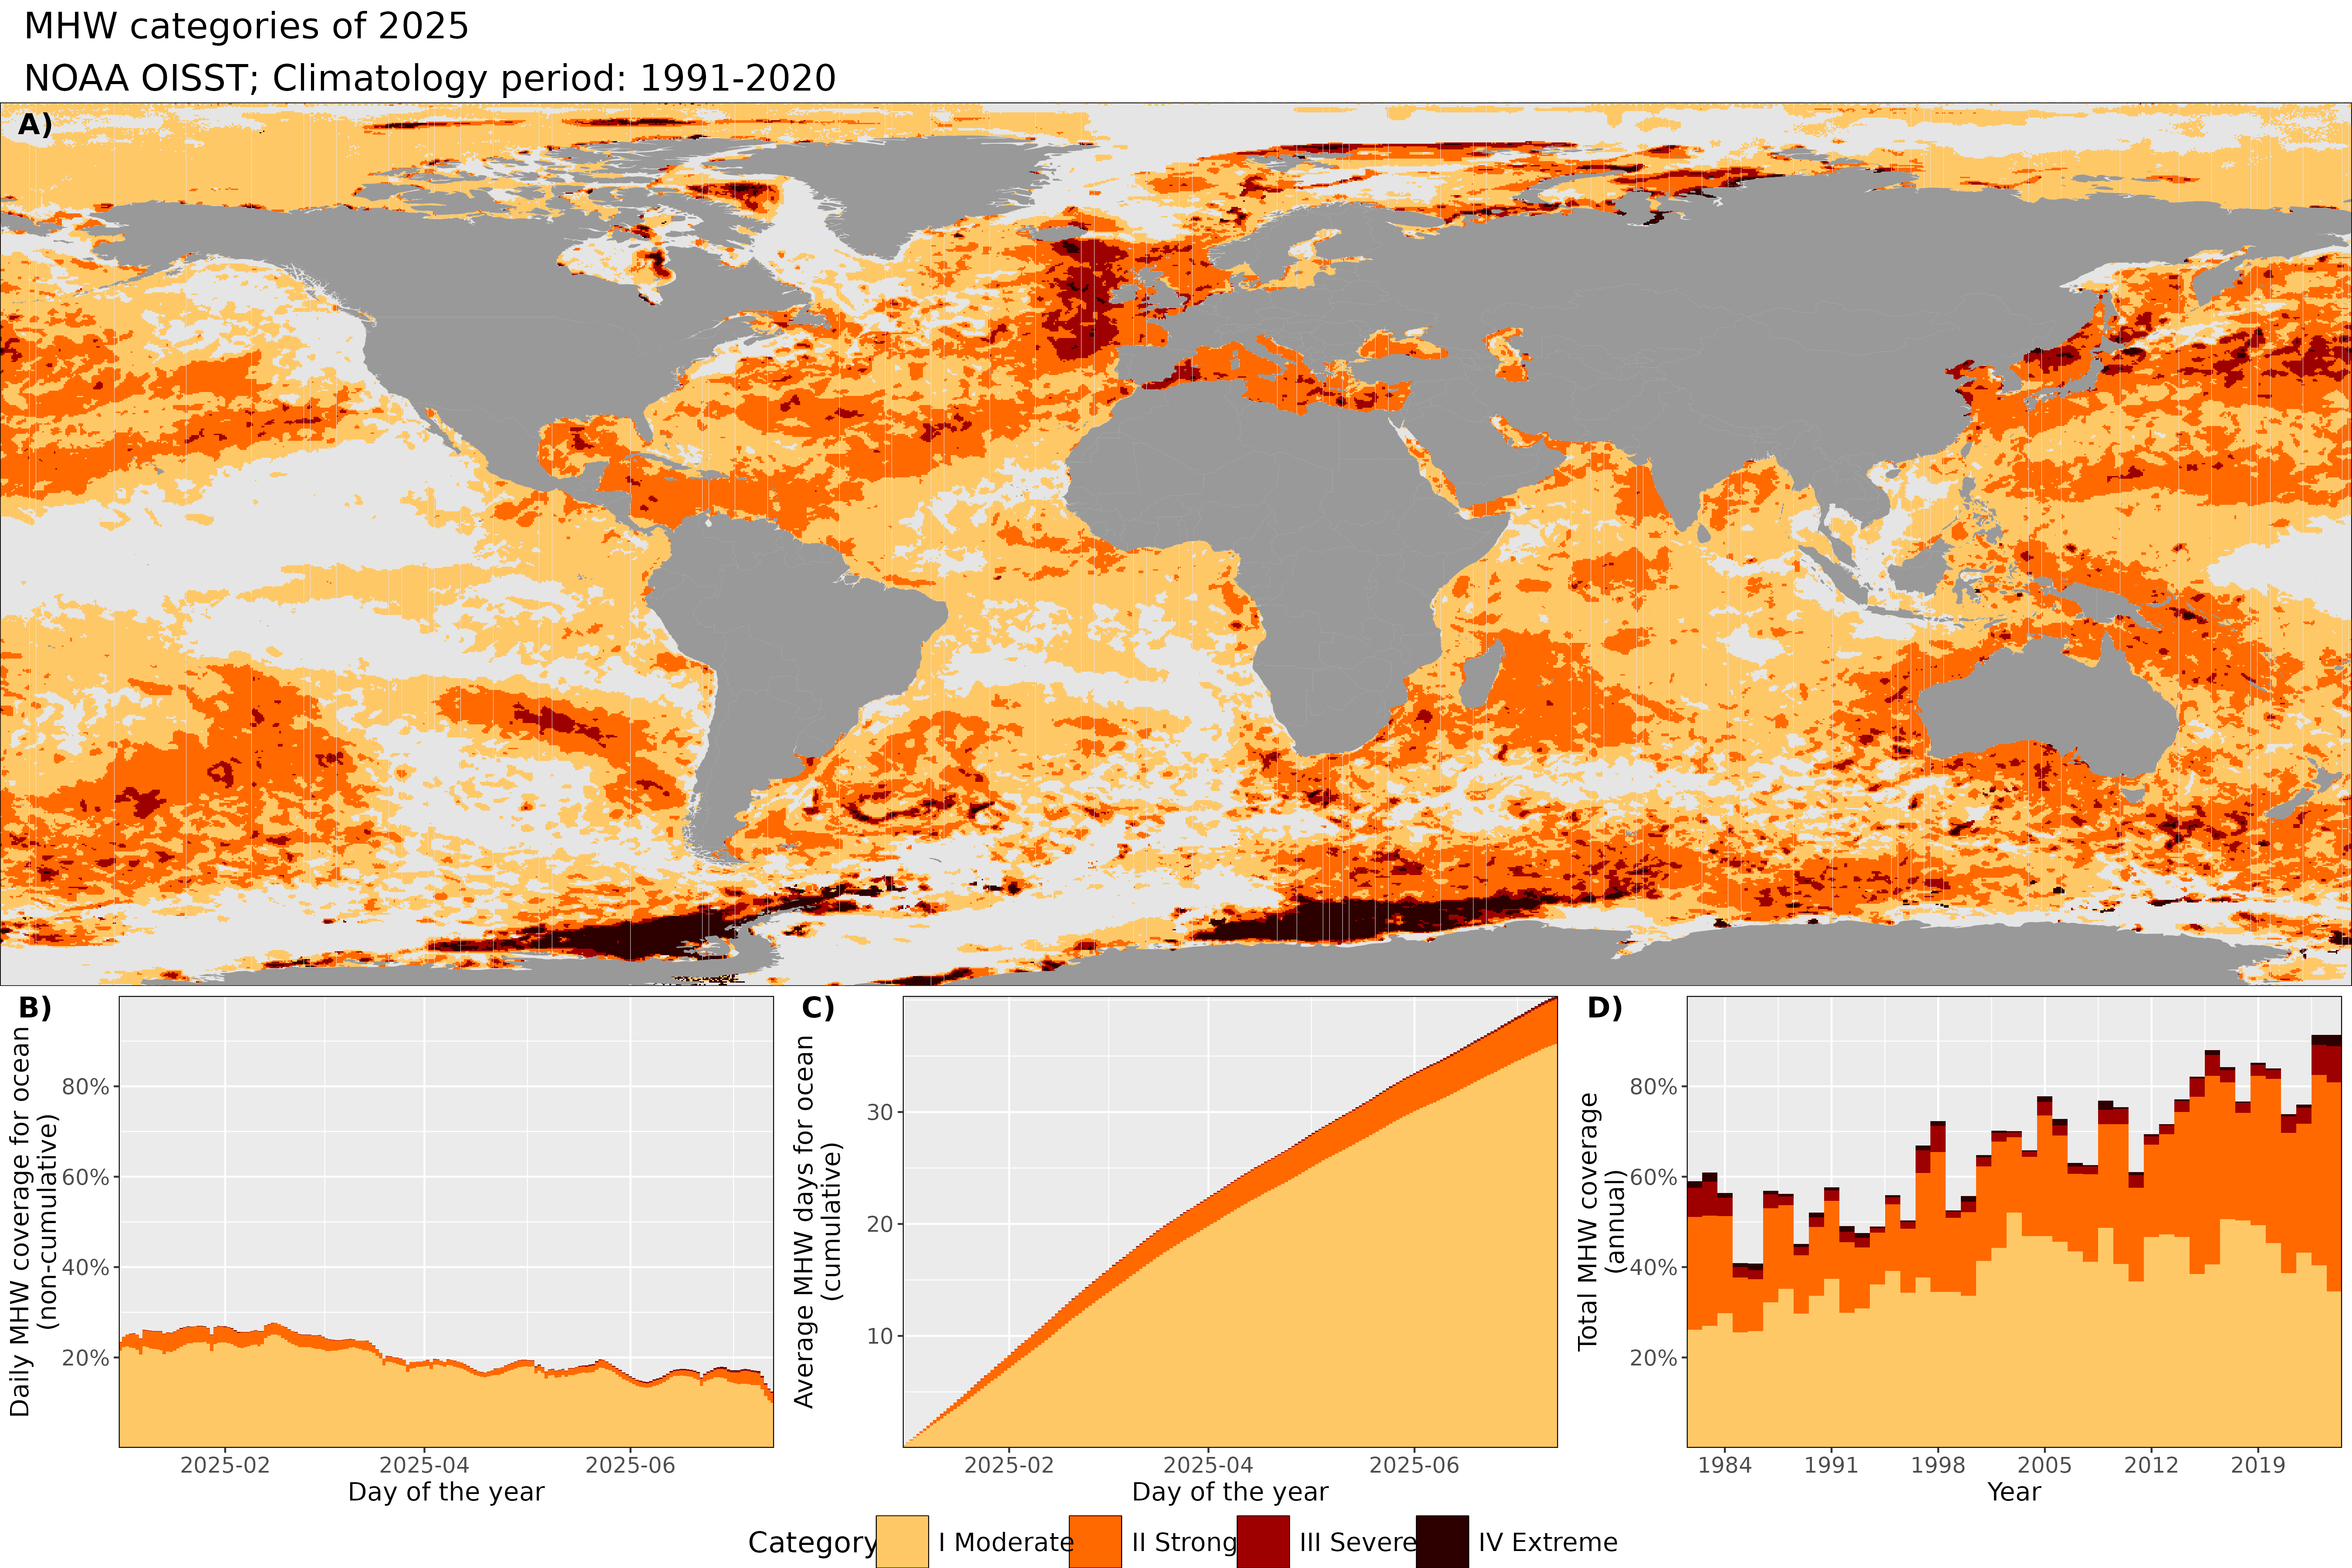 MHW categories of 2025
NOAA OISST; Climatology period: 1991-2020
A)
B)
Daily MHW coverage for ocean
(non-cumulative)
80%
60%
40%
20%
2025-02 2025-04 2025-06
Day of the year
C)
Average MHW days for ocean
(cumulative)
30
20
10
2025-02 2025-04 2025-06
Day of the year
D)
Total MHW coverage
(annual)
80%
60%
40%
20%
1984 1991 1998 2005 2012 2019
Year
Category I Moderate II Strong III Severe IV Extreme